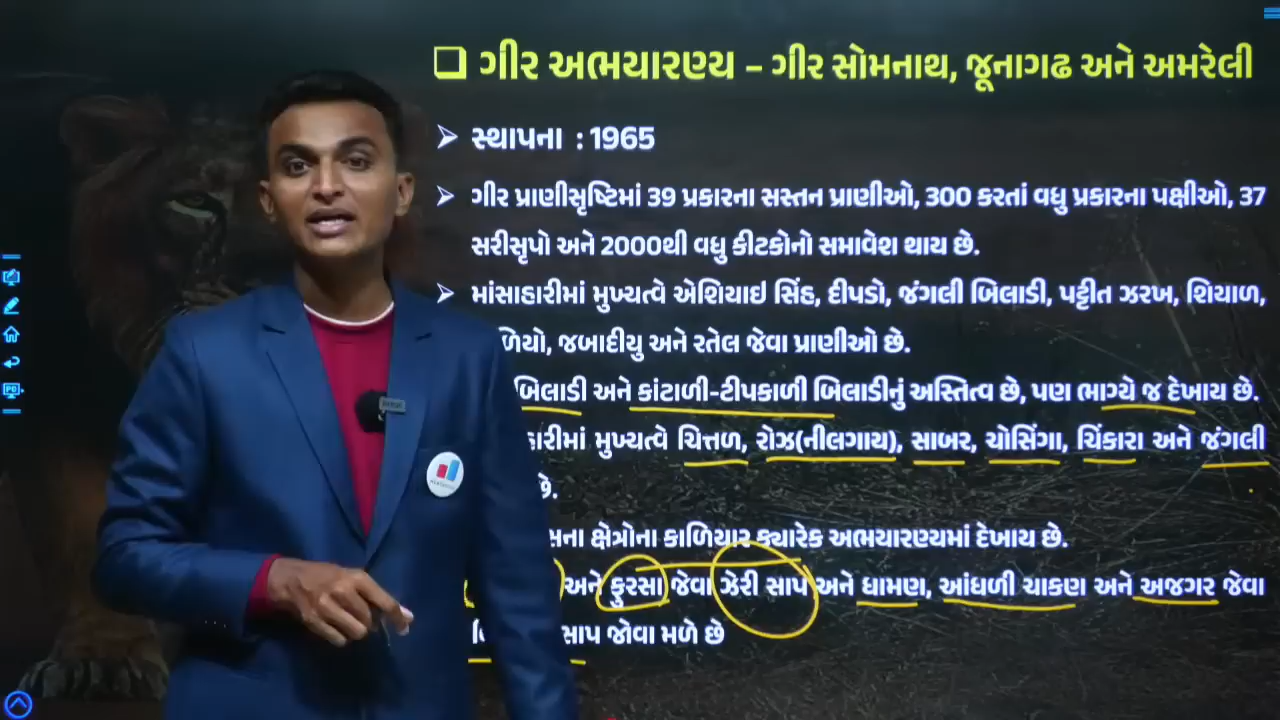 ❑ ગીર અભયારણ્ય – ગીર સોમનાથ, જૂનાગઢ અને અમરેલી
➤ સ્થાપના : 1965
➤ ગીર પ્રાણીસૃષ્ટિમાં 39 પ્રકારના સસ્તન પ્રાણીઓ, 300 કરતાં વધુ પ્રકારના પક્ષીઓ, 37
સરીસૃપો અને 2000થી વધુ કીટકોનો સમાવેશ થાય છે.
➤ માંસાહારીમાં મુખ્યત્વે એશિયાઇ સિંહ, દીપડો, જંગલી બિલાડી, પટ્ટીત ઝરખ, શિયાળ,
જબાદીયુ અને રતેલ જેવા પ્રાણીઓ છે.
બિલાડી અને કાંટાળી-ટીપકાળી બિલાડીનું અસ્તિત્વ છે, પણ ભાગ્યે જ દેખાય છે.
મુખ્યત્વે ચિત્તળ, રોઝ(નીલગાય), સાબર, ચોસિંગા, ચિંકારા અને જંગલી
છે.
ક્ષેત્રોના કાળિયાર ક્યારેક અભયારણ્યમાં દેખાય છે.
અને ફુરસા જેવા ઝેરી સાપ અને ધામણ, આંધળી ચાકણ અને અજગર જેવા
સાપ જોવા મળે છે